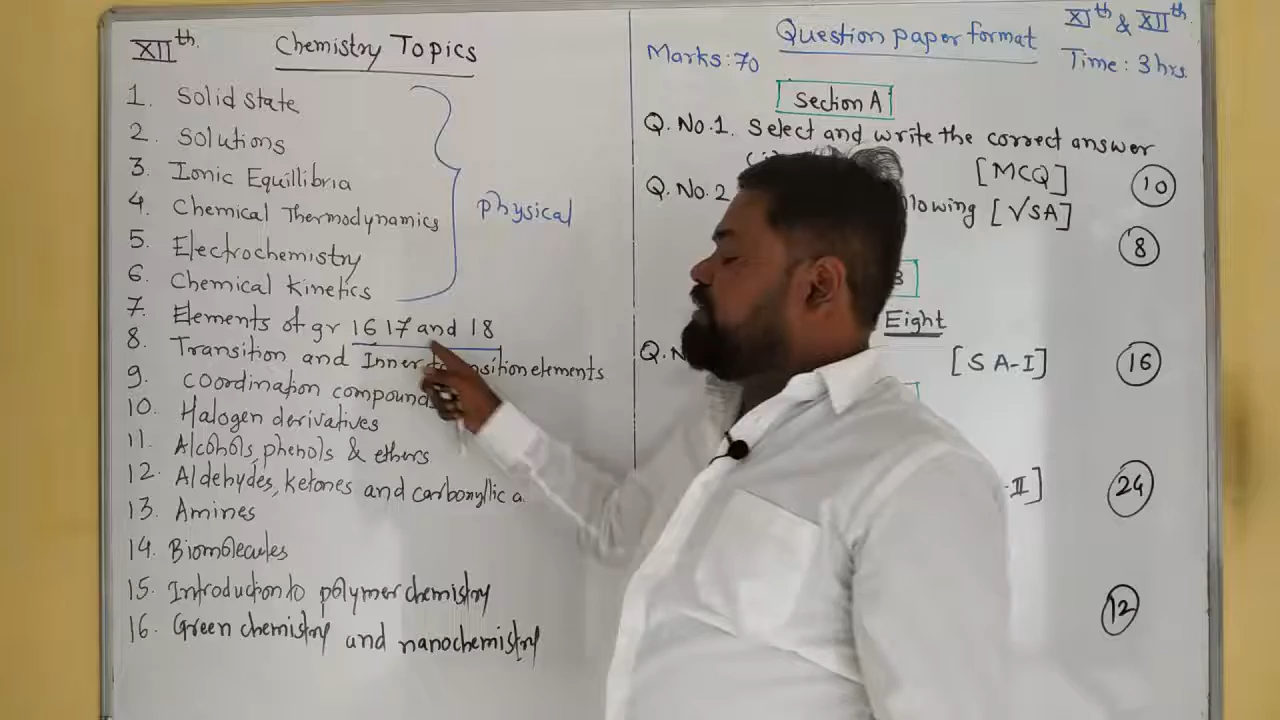 XIIth.
Chemistry Topics
1. Solid state
2. Solutions
3. Ionic Equillibria
4. Chemical Thermodynamics
5. Electrochemistry
6. Chemical kinetics
physical
7. Elements of gr 16 17 and 18
8. Transition and Inner transition elements
9. Coordination compound
10. Halogen derivatives
11. Alcohols, phenols & ethers
12. Aldehydes, ketones and carboxyllic a
13. Amines
14. Biomolecules
15. Introduction to polymer chemistry
16. Green chemistry and nanochemistry
XIth & XIIth
Question paper format
Marks: 70
Time: 3 hrs
Section A
Q. No.1. Select and write the correct answer
[MCQ] 10
Q. No. 2 [VSA]
8
Eight
[SA-I] 16
-II] 24
12